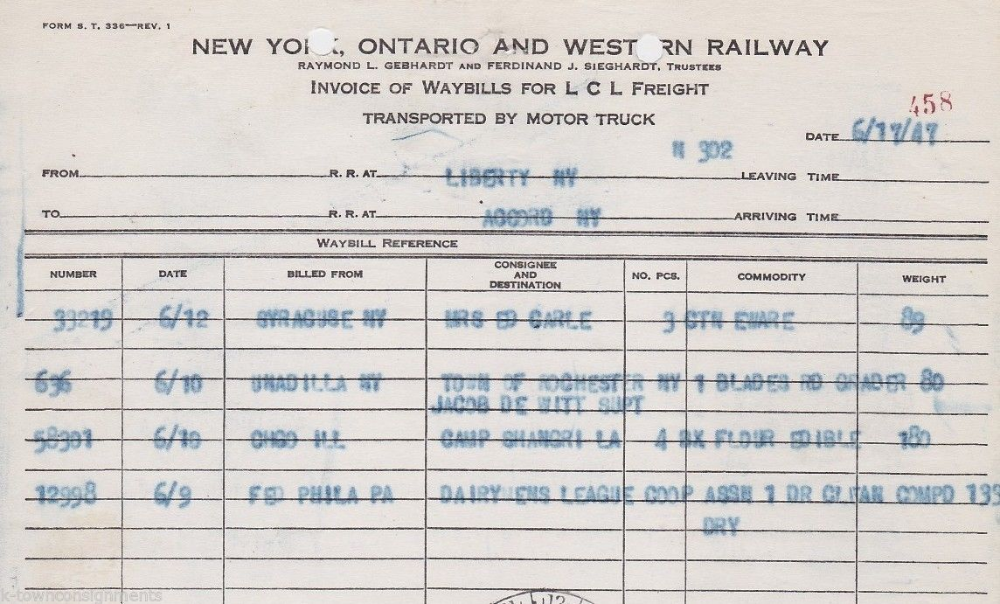 FORM S. T. 336—REV. 1
NEW YORK, ONTARIO AND WESTERN RAILWAY
RAYMOND L. GEBHARDT AND FERDINAND J. SIEGHARDT, TRUSTEES
INVOICE OF WAYBILLS FOR L C L FREIGHT
458
TRANSPORTED BY MOTOR TRUCK
DATE 6/17/47
N 302
FROM R. R. AT LIBERTY NY LEAVING TIME
TO R. R. AT ACCORD NY ARRIVING TIME
WAYBILL REFERENCE
NUMBER DATE BILLED FROM CONSIGNEE AND DESTINATION NO. PCS. COMMODITY WEIGHT
33219 6/12 SYRACUSE NY MRS ED CARLE 3 CTN EWARE 89
636 6/10 UNADILLA NY TOWN OF ROCHESTER NY 1 BLADES RD GRADER 80
JACOB DE WITT SUPT
58301 6/10 CHGO ILL CAMP SHANGRI LA 4 SX FLOUR EDIBLE 180
12998 6/9 FED PHILA PA DAIRYMENS LEAGUE COOP ASSN 1 DR CLEAN COMPD 135
DRY
k-townconsignments